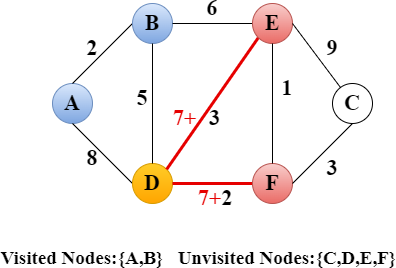 6
B
E
2
9
5
1
A
7+ 3
C
8
3
D
F
7+2
Visited Nodes:{A,B} Unvisited Nodes:{C,D,E,F}